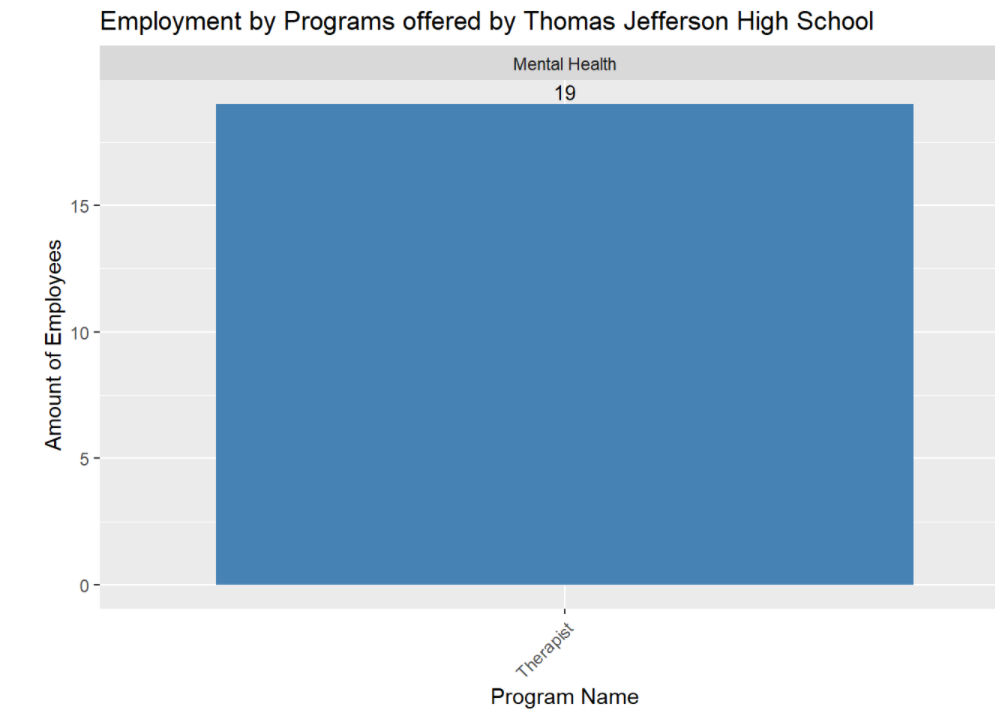 Employment by Programs offered by Thomas Jefferson High School
Mental Health
19
Amount of Employees
15
10
5
0
Therapist
Program Name